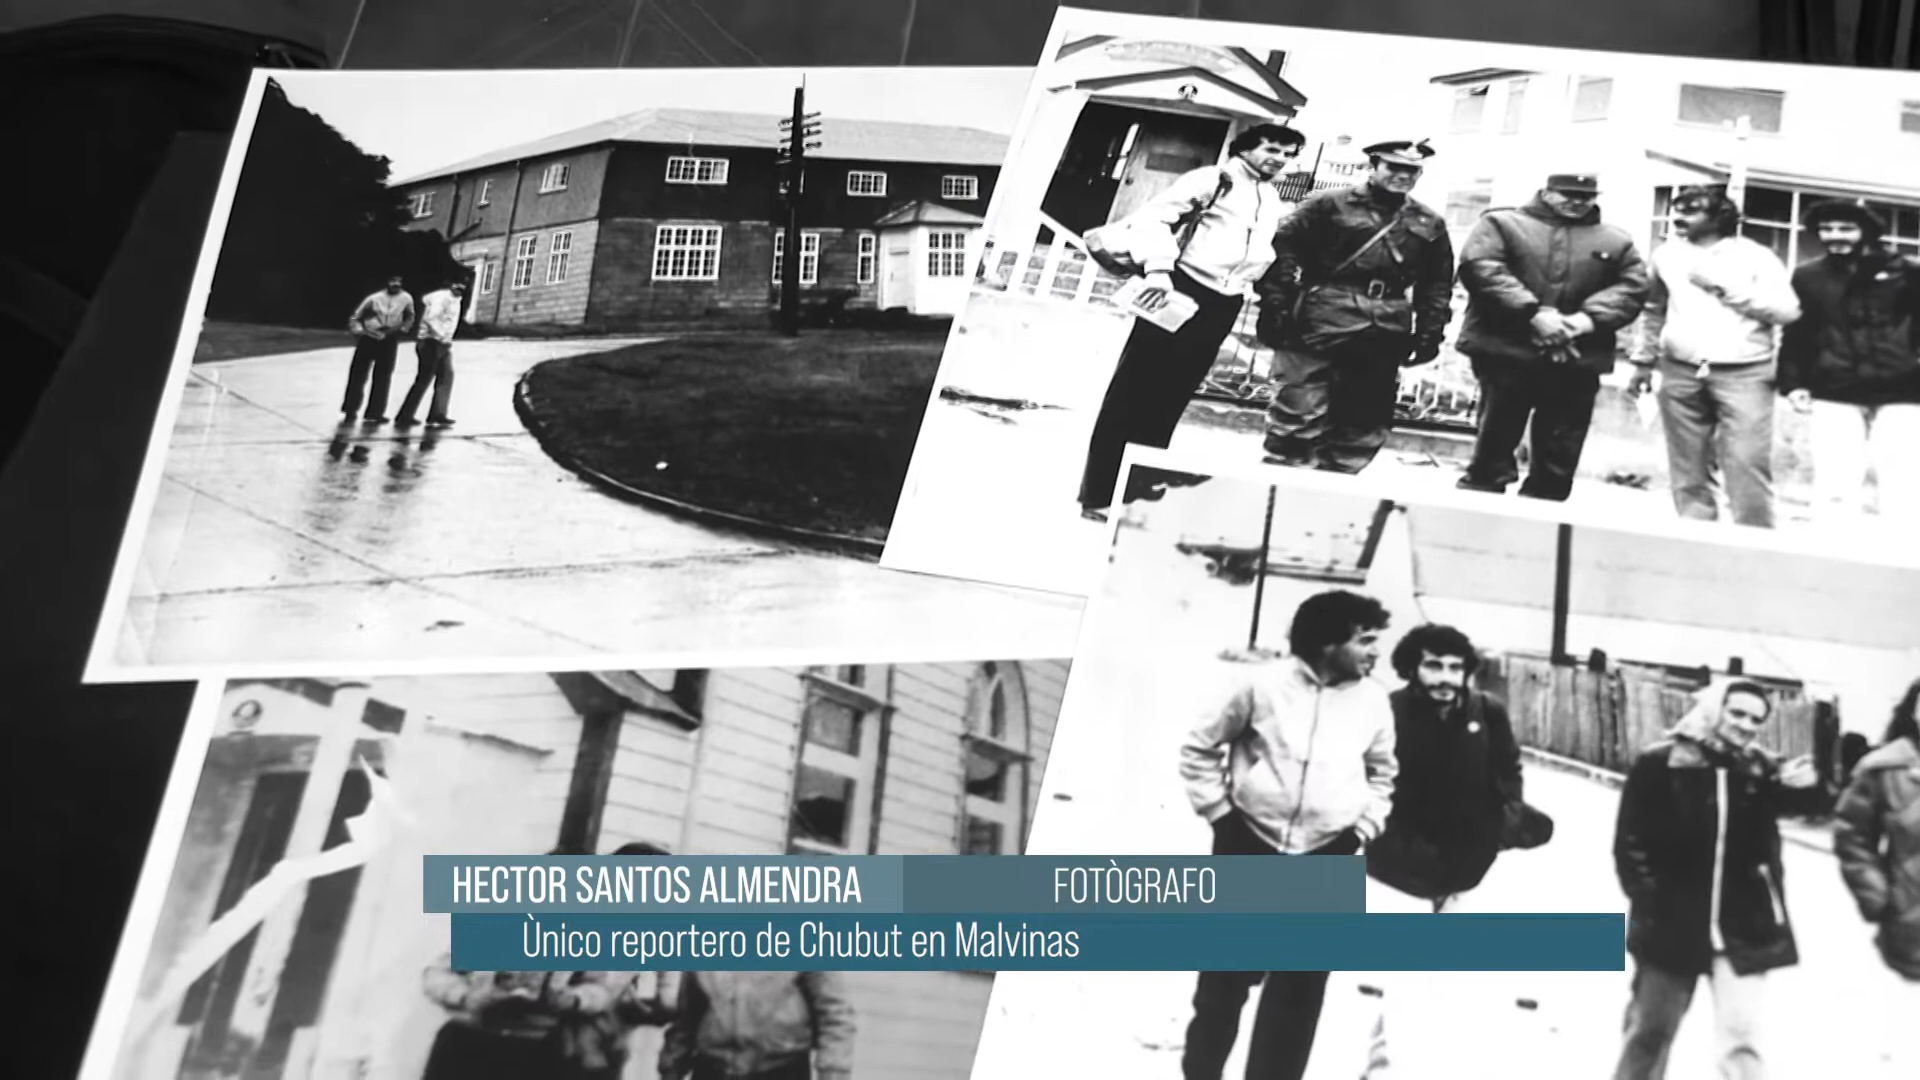 HECTOR SANTOS ALMENDRA FOTÒGRAFO
Ùnico reportero de Chubut en Malvinas